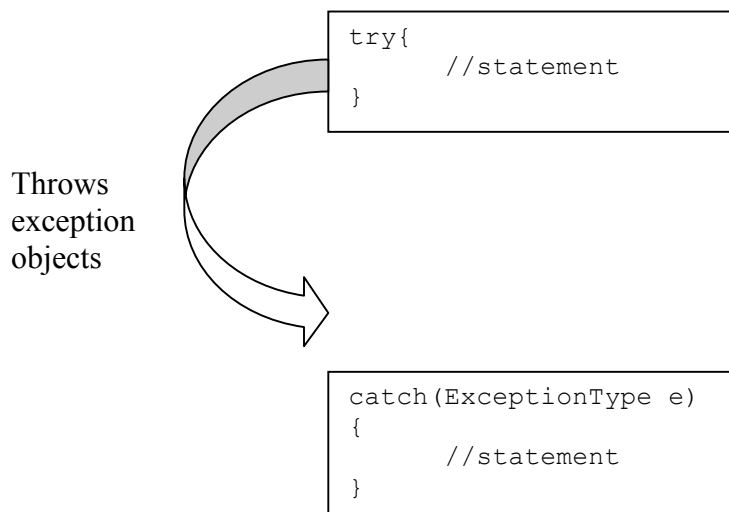 try{
//statement
}
Throws
exception
objects
catch(ExceptionType e)
{
//statement
}